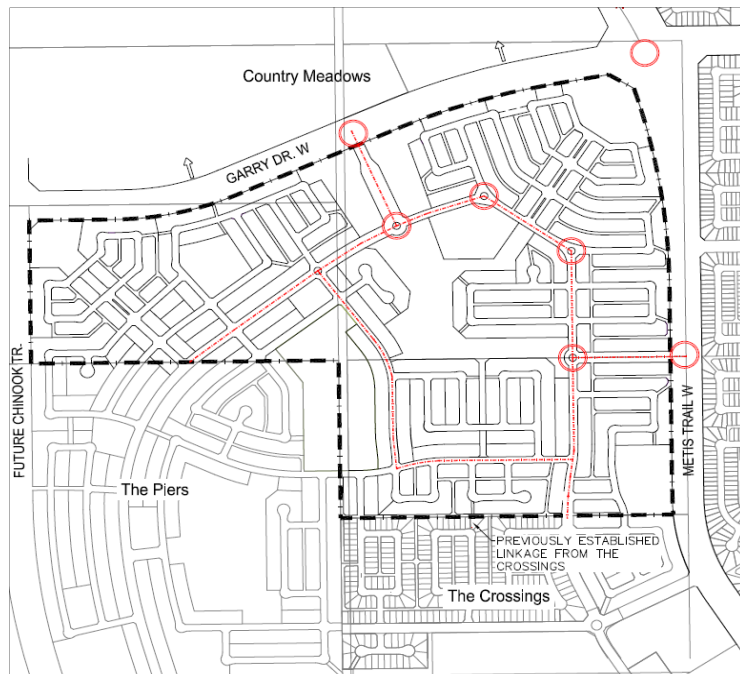 Country Meadows
GARRY DR. W
FUTURE CHINOOK TR.
METIS TRAIL W
The Piers
PREVIOUSLY ESTABLISHED
LINKAGE FROM THE
CROSSINGS
The Crossings